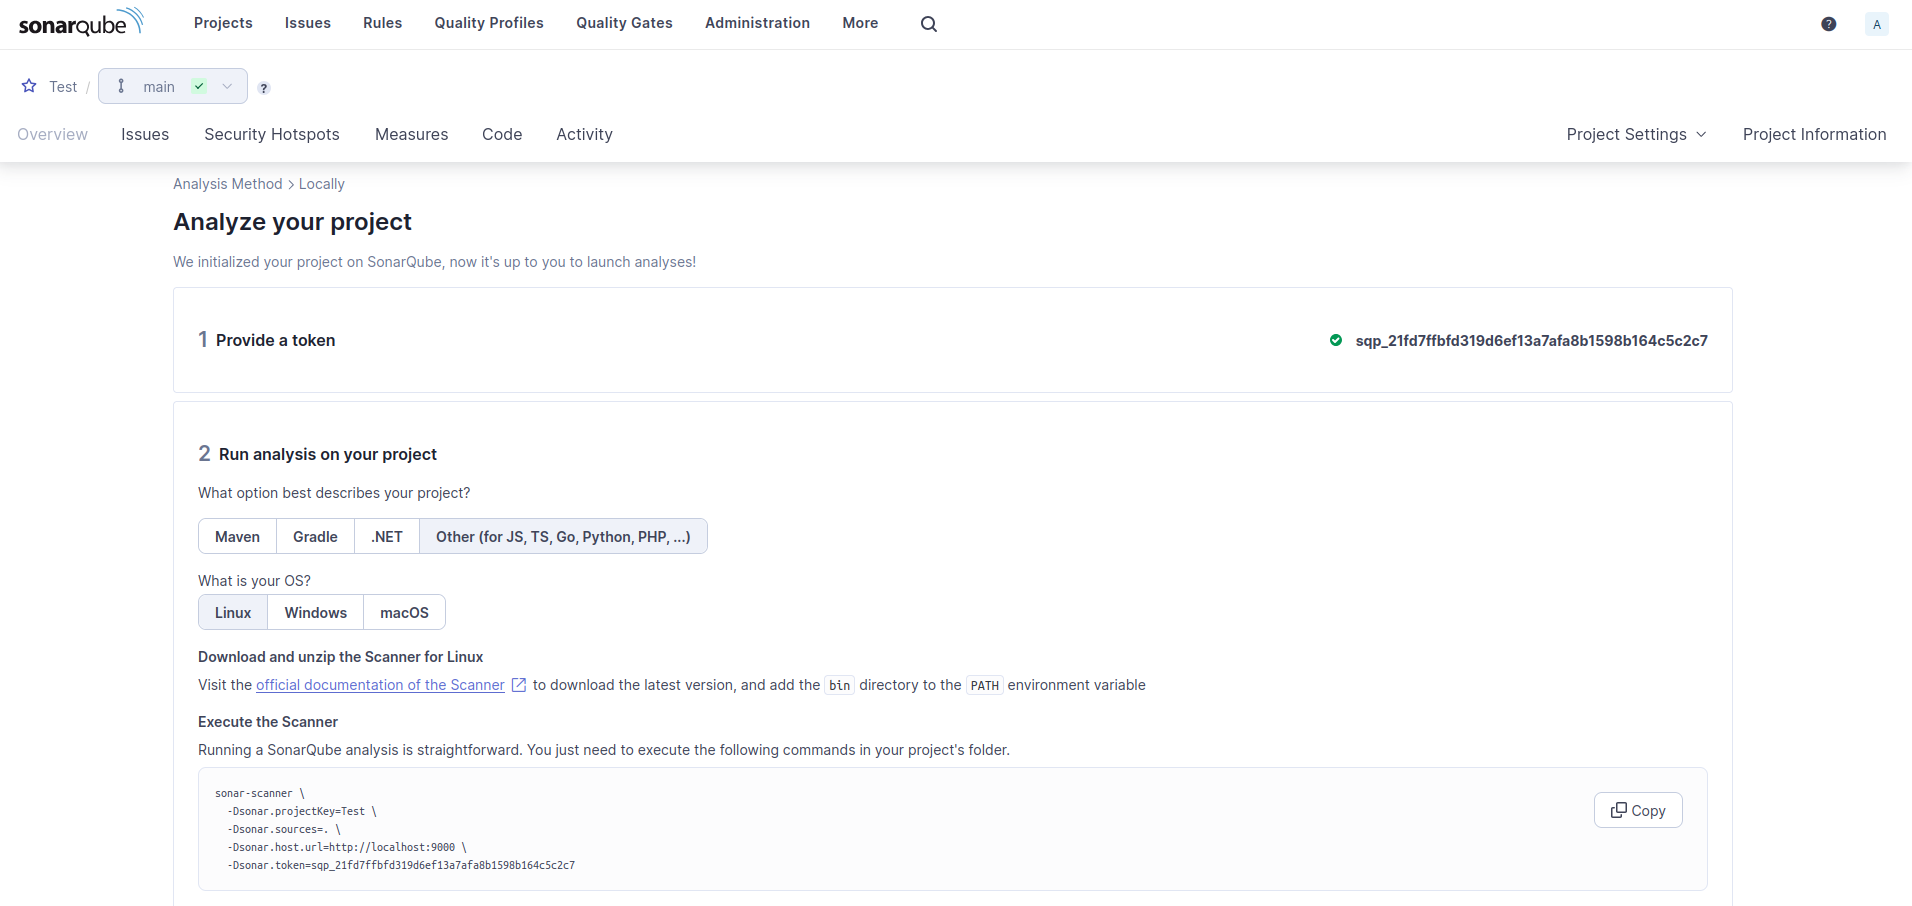 sonarqube Projects Issues Rules Quality Profiles Quality Gates Administration More ? A
Test / main ?
Overview Issues Security Hotspots Measures Code Activity Project Settings Project Information
Analysis Method > Locally
Analyze your project
We initialized your project on SonarQube, now it's up to you to launch analyses!
1 Provide a token sqp_21fd7ffbfd319d6ef13a7afa8b1598b164c5c2c7
2 Run analysis on your project
What option best describes your project?
Maven Gradle .NET Other (for JS, TS, Go, Python, PHP, ...)
What is your OS?
Linux Windows macOS
Download and unzip the Scanner for Linux
Visit the official documentation of the Scanner to download the latest version, and add the bin directory to the PATH environment variable
Execute the Scanner
Running a SonarQube analysis is straightforward. You just need to execute the following commands in your project's folder.
sonar-scanner \
-Dsonar.projectKey=Test \
Copy
-Dsonar.sources=. \
-Dsonar.host.url=http://localhost:9000 \
-Dsonar.token=sqp_21fd7ffbfd319d6ef13a7afa8b1598b164c5c2c7